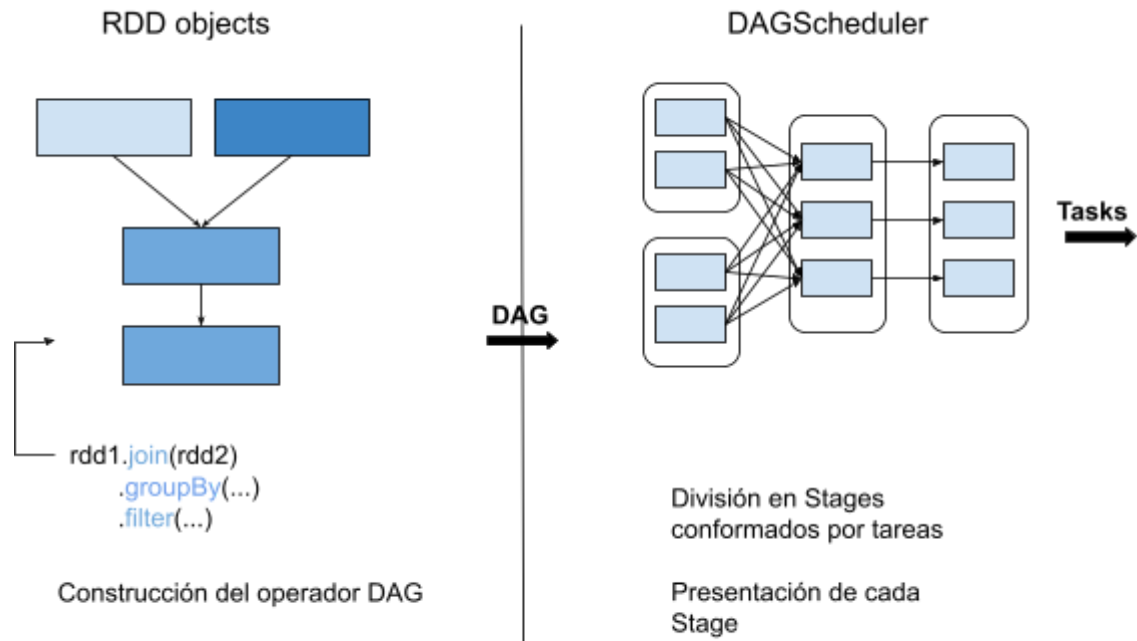 RDD objects
DAGScheduler
Tasks
DAG
rdd1.join(rdd2)
.groupBy(...)
.filter(...)
División en Stages
conformados por tareas
Construcción del operador DAG
Presentación de cada
Stage